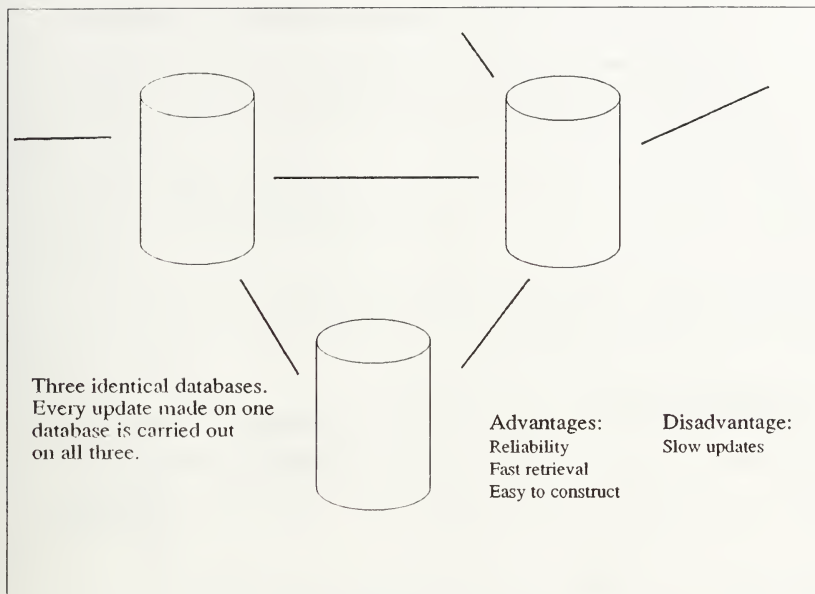 Three identical databases.
Every update made on one
database is carried out
on all three.
Advantages:
Reliability
Fast retrieval
Easy to construct
Disadvantage:
Slow updates